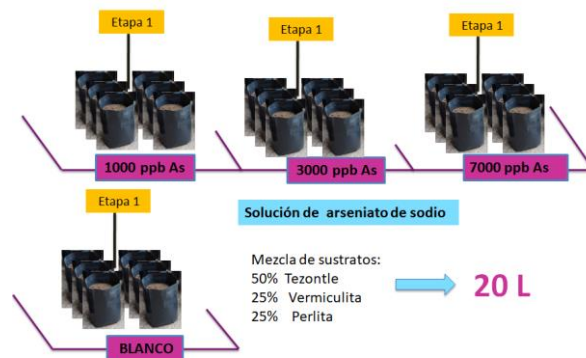 Etapa 1
Etapa 1
Etapa 1
1000 ppb As
3000 ppb As
7000 ppb As
Etapa 1
Solución de arseniato de sodio
Mezcla de sustratos:
50% Tezontle
25% Vermiculita
25% Perlita
20 L
BLANCO